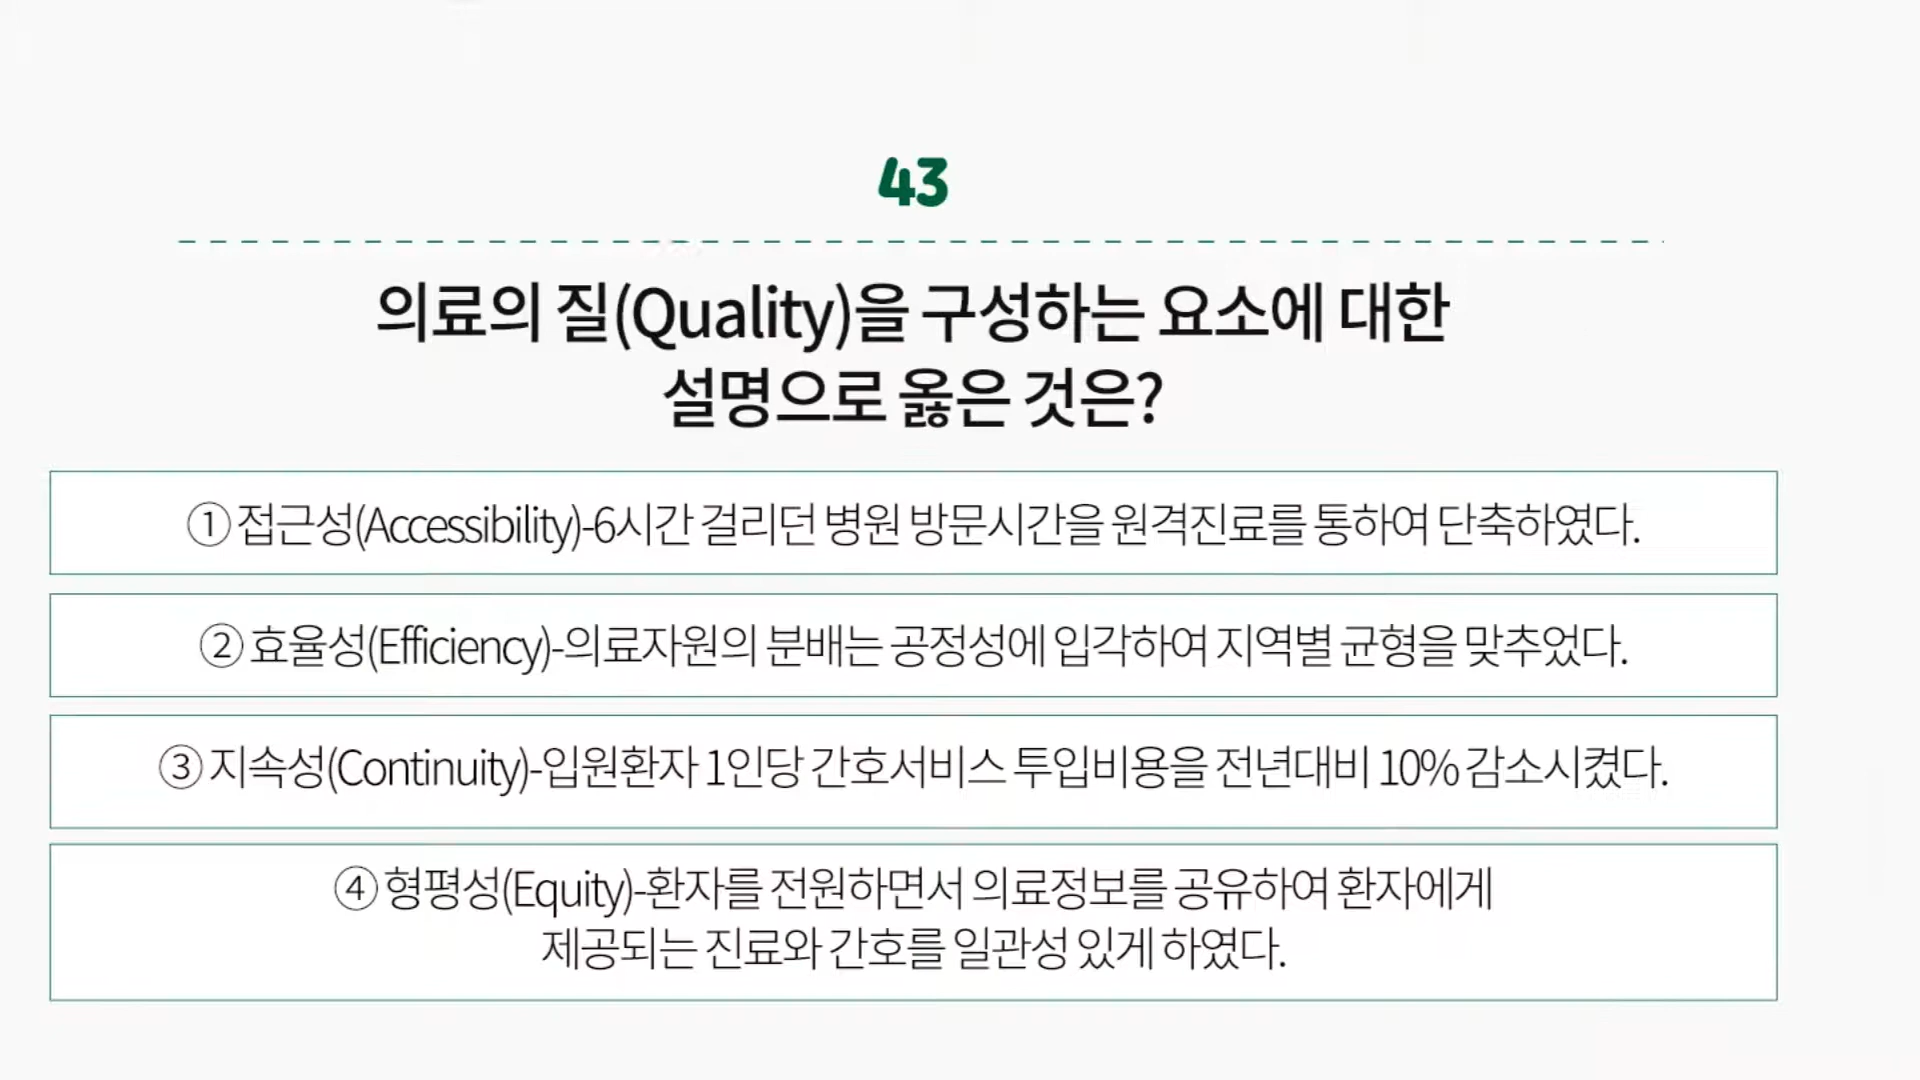 43
의료의 질(Quality)을 구성하는 요소에 대한
설명으로 옳은 것은?
① 접근성(Accessibility)-6시간 걸리던 병원 방문시간을 원격진료를 통하여 단축하였다.
② 효율성(Efficiency)-의료자원의 분배는 공정성에 입각하여 지역별 균형을 맞추었다.
③ 지속성(Continuity)-입원환자 1인당 간호서비스 투입비용을 전년대비 10% 감소시켰다.
④ 형평성(Equity)-환자를 전원하면서 의료정보를 공유하여 환자에게
제공되는 진료와 간호를 일관성 있게 하였다.